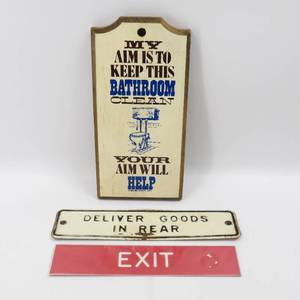 MY
AIM IS TO
KEEP THIS
BATHROOM
CLEAN
YOUR
AIM WILL
HELP
DELIVER GOODS
IN REAR
EXIT